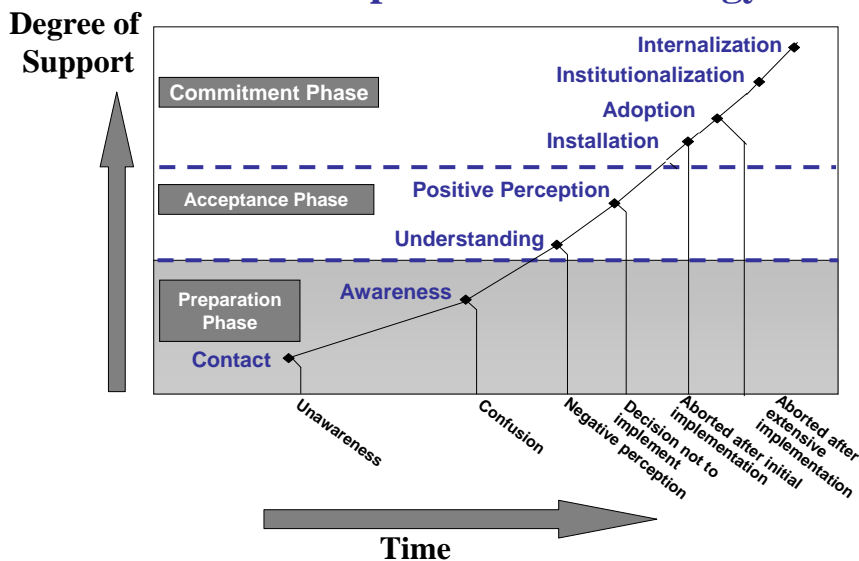 Degree of
Support
Internalization
Institutionalization
Commitment Phase
Adoption
Installation
Positive Perception
Acceptance Phase
Understanding
Awareness
Preparation
Phase
Contact
Unawareness
Confusion
Negative perception
Decision not to
implement
Aborted after initial
implementation
Aborted after
extensive
implementation
Time